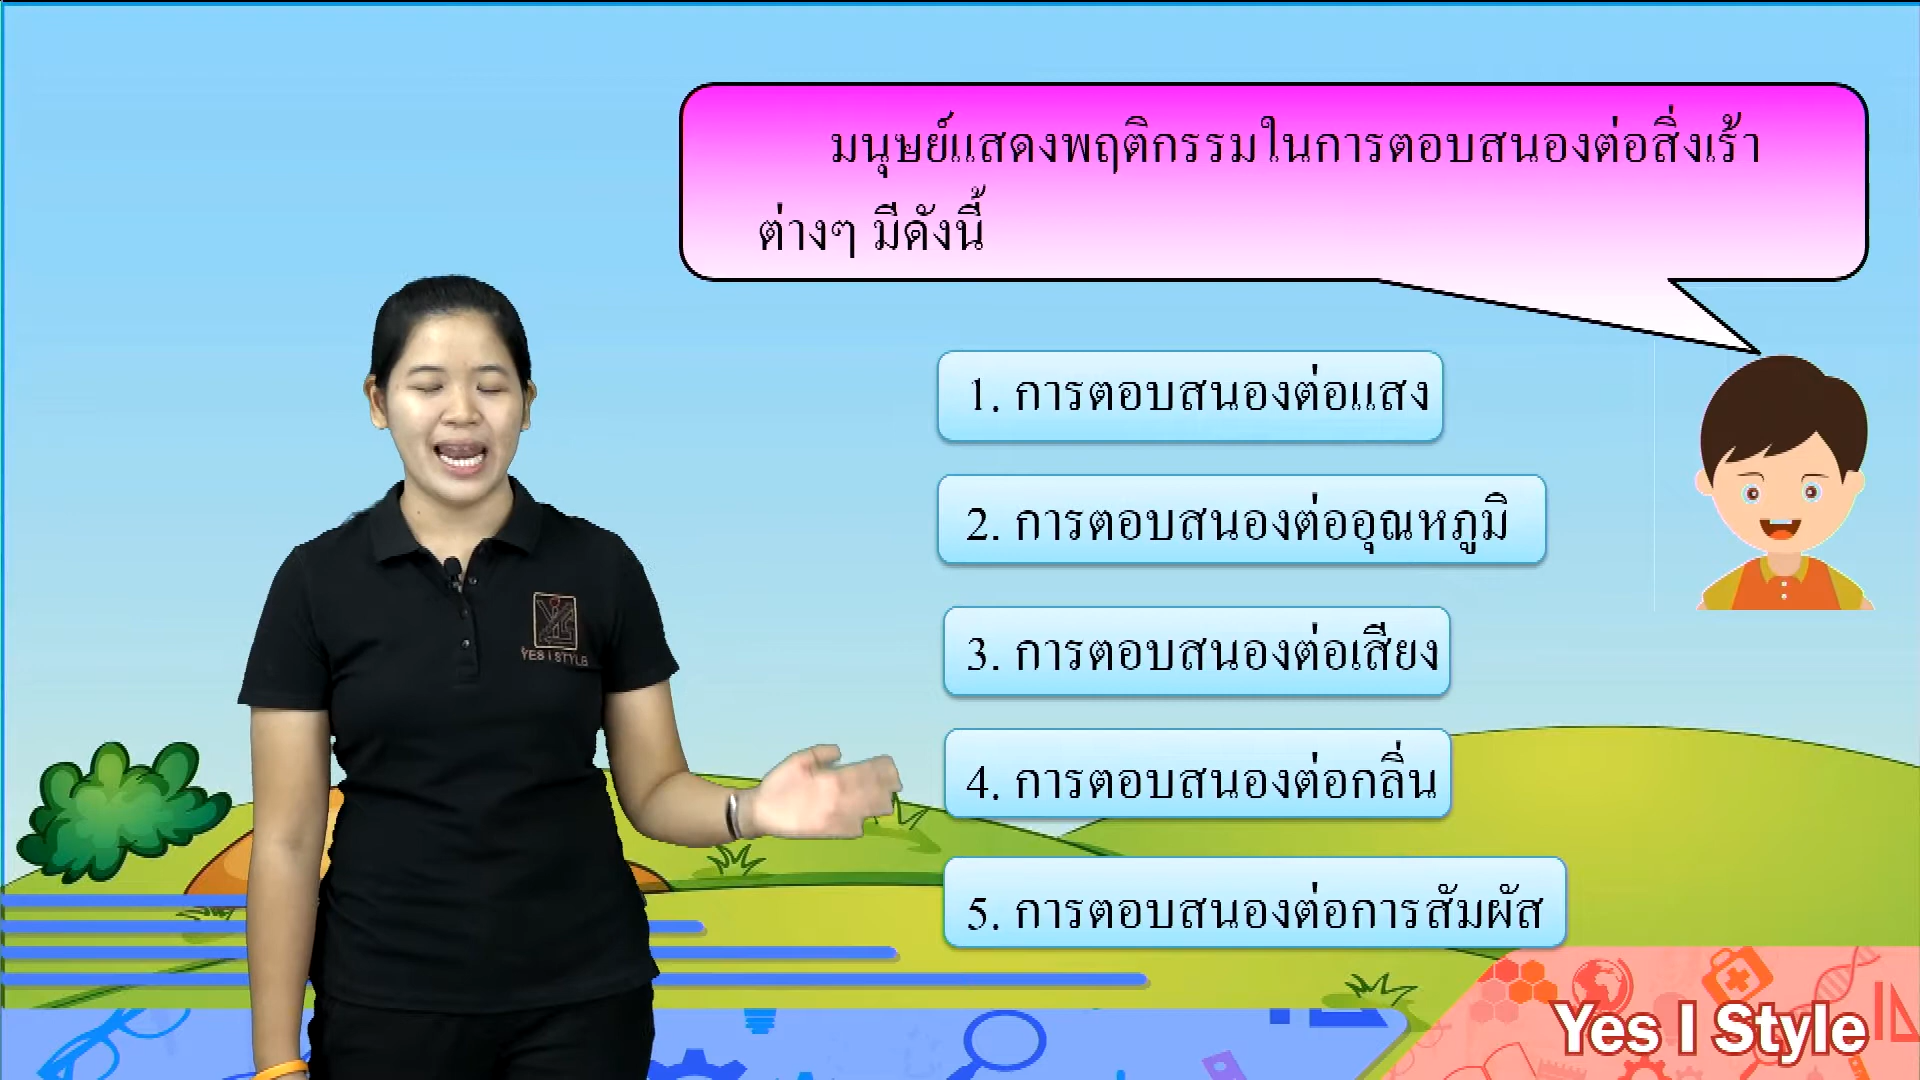 มนุษย์แสดงพฤติกรรมในการตอบสนองต่อสิ่งเร้า
ต่างๆ มีดังนี้
1. การตอบสนองต่อแสง
2. การตอบสนองต่ออุณหภูมิ
3. การตอบสนองต่อเสียง
4. การตอบสนองต่อกลิ่น
5. การตอบสนองต่อการสัมผัส
YES I STYLE
Yes I Style